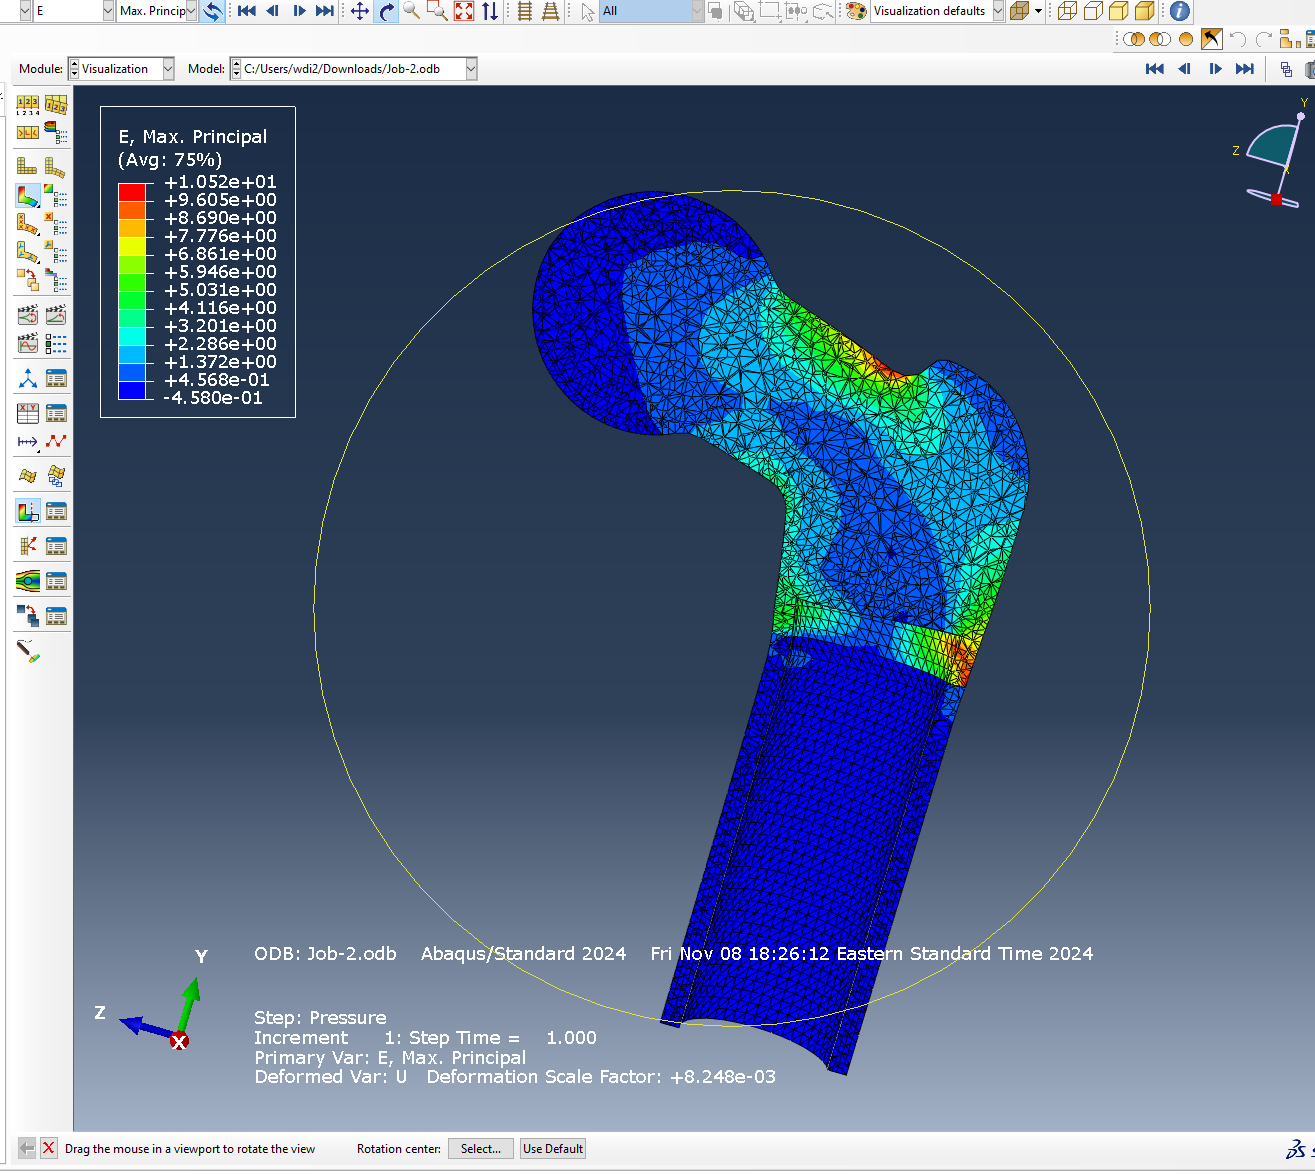 E Max. Princip All Visualization defaults
Module: Visualization Model: C:/Users/wdi2/Downloads/Job-2.odb
E, Max. Principal
(Avg: 75%)
+1.052e+01
+9.605e+00
+8.690e+00
+7.776e+00
+6.861e+00
+5.946e+00
+5.031e+00
+4.116e+00
+3.201e+00
+2.286e+00
+1.372e+00
+4.568e-01
-4.580e-01
Y
Z
Y
Z
X
ODB: Job-2.odb Abaqus/Standard 2024 Fri Nov 08 18:26:12 Eastern Standard Time 2024
Step: Pressure
Increment 1: Step Time = 1.000
Primary Var: E, Max. Principal
Deformed Var: U Deformation Scale Factor: +8.248e-03
Drag the mouse in a viewport to rotate the view Rotation center: Select... Use Default